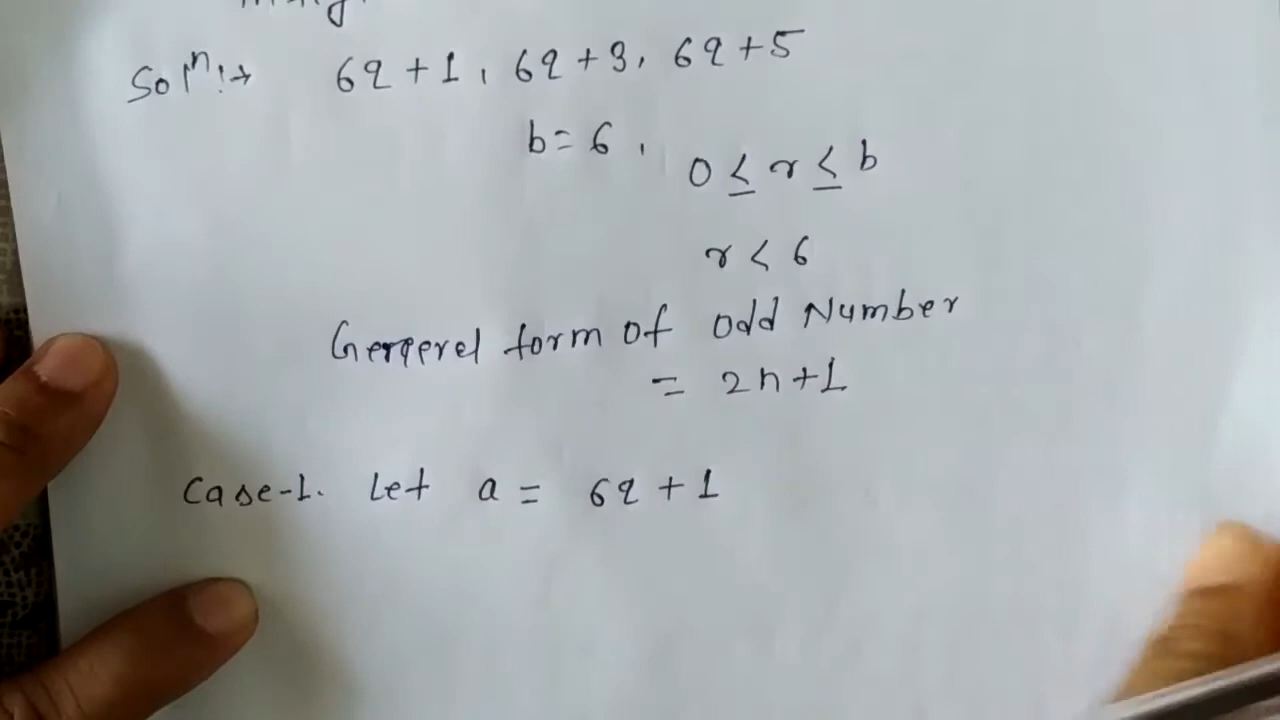 Solⁿ:→ 6q+1, 6q+3, 6q+5
b=6,
0 ≤ r ≤ b
r < 6
General form of odd Number
= 2n+1
Case-1. Let a = 6q+1